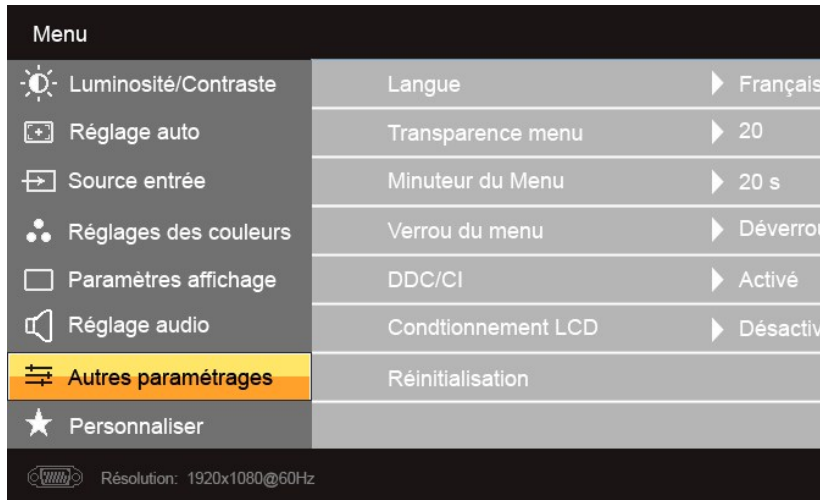 Menu
Luminosité/Contraste
Langue
Français
Réglage auto
Transparence menu
20
Source entrée
Minuteur du Menu
20 s
Réglages des couleurs
Verrou du menu
Déverrou
Paramètres affichage
DDC/CI
Activé
Réglage audio
Condtionnement LCD
Désactiv
Autres paramétrages
Réinitialisation
Personnaliser
Résolution: 1920x1080@60Hz